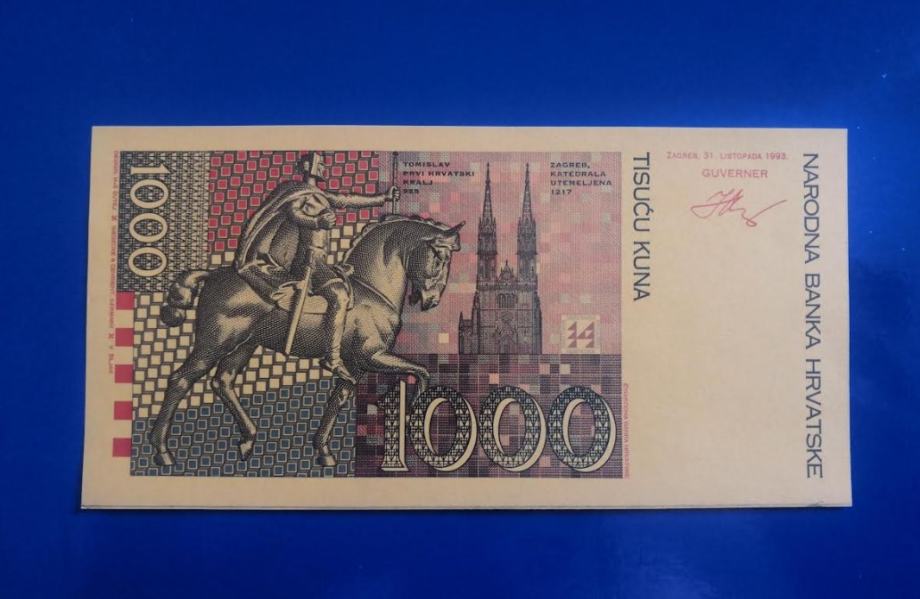 1000
TOMISLAV
PRVI HRVATSKI
KRALJ
925
ZAGREB,
KATEDRALA
UTEMELJENA
1217
1000
TISUĆU KUNA
ZAGREB, 31. LISTOPADA 1993.
GUVERNER
NARODNA BANKA HRVATSKE